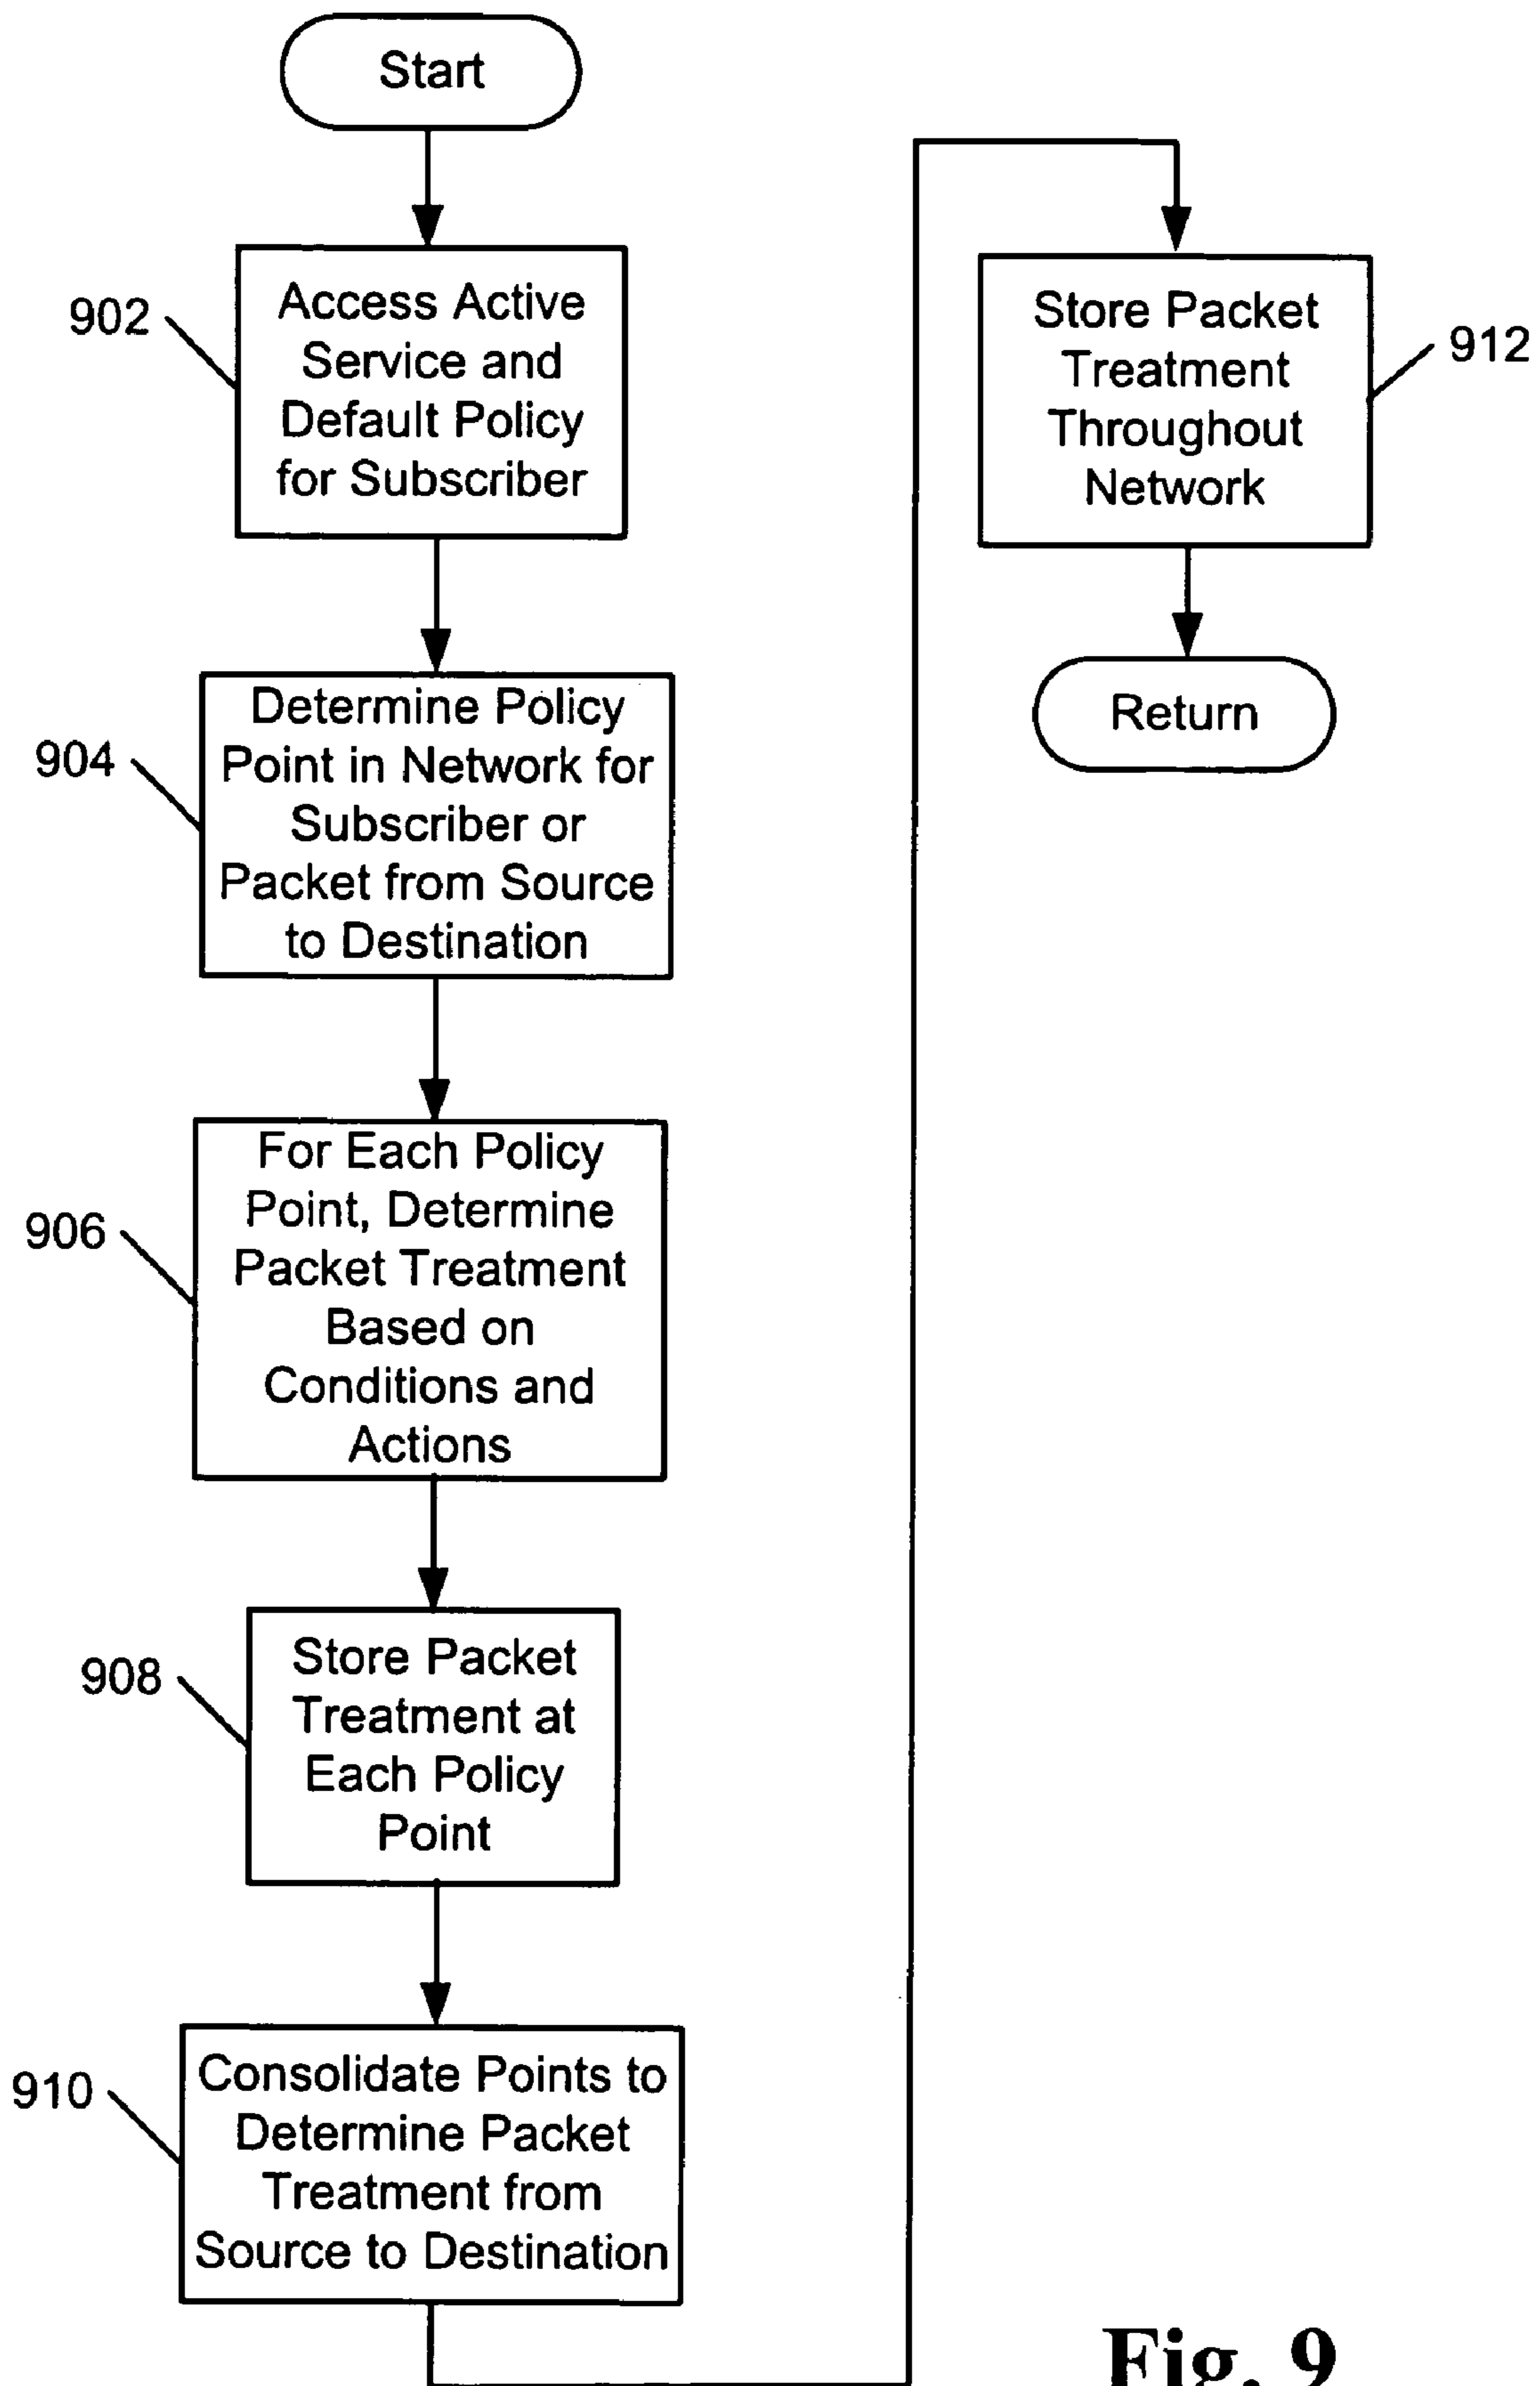 Start
902
Access Active
Service and
Default Policy
for Subscriber
904
Determine Policy
Point in Network for
Subscriber or
Packet from Source
to Destination
906
For Each Policy
Point, Determine
Packet Treatment
Based on
Conditions and
Actions
908
Store Packet
Treatment at
Each Policy
Point
910
Consolidate Points to
Determine Packet
Treatment from
Source to Destination
Store Packet
Treatment
Throughout
Network
912
Return
Fig. 9